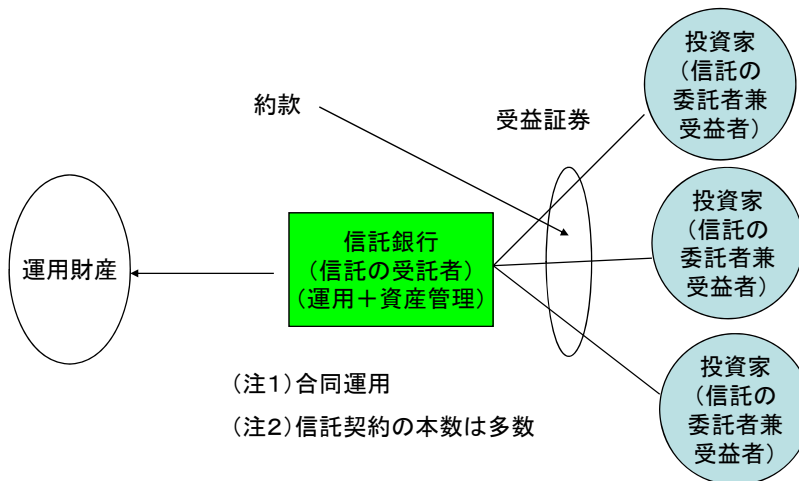 約款
受益証券
投資家
(信託の
委託者兼
受益者)
投資家
(信託の
委託者兼
受益者)
投資家
(信託の
委託者兼
受益者)
信託銀行
(信託の受託者)
(運用+資産管理)
運用財産
(注1)合同運用
(注2)信託契約の本数は多数